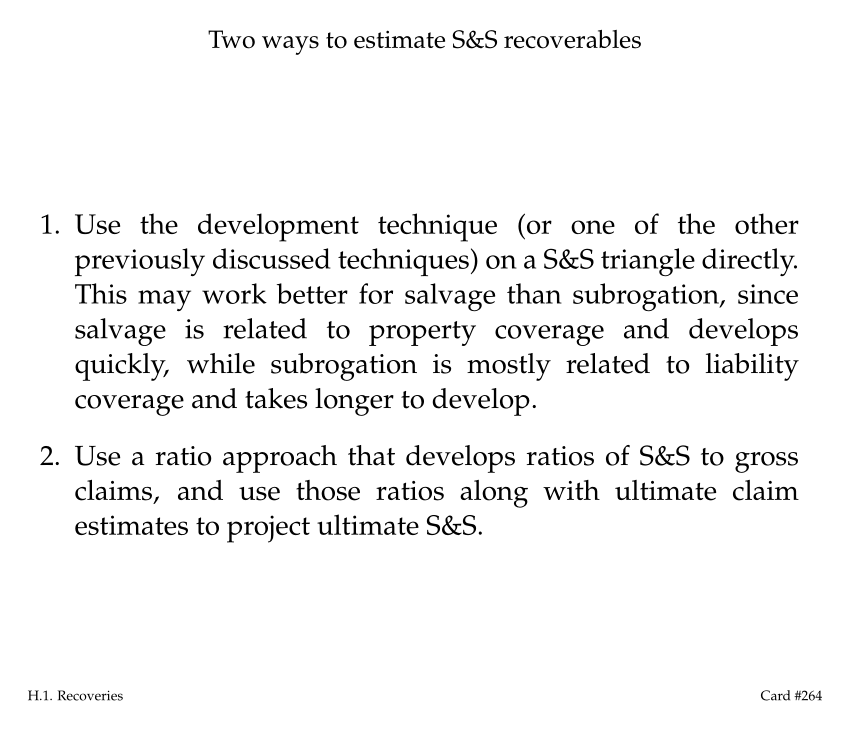 Two ways to estimate S&S recoverables
1. Use the development technique (or one of the other
previously discussed techniques) on a S&S triangle directly.
This may work better for salvage than subrogation, since
salvage is related to property coverage and develops
quickly, while subrogation is mostly related to liability
coverage and takes longer to develop.
2. Use a ratio approach that develops ratios of S&S to gross
claims, and use those ratios along with ultimate claim
estimates to project ultimate S&S.
H.1. Recoveries
Card #264